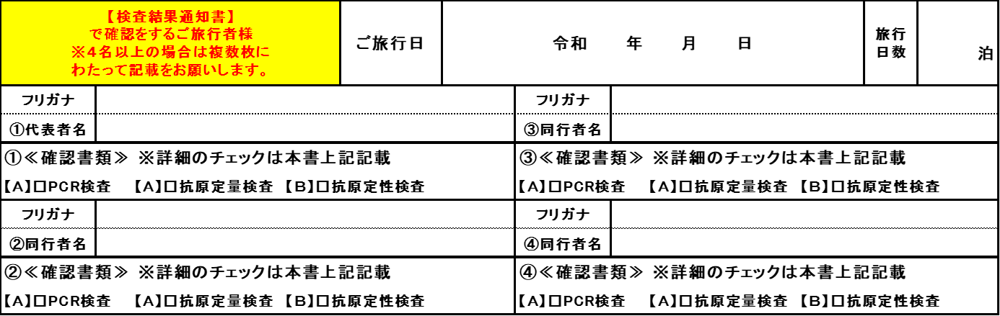 【検査結果通知書】
で確認をするご旅行者様
※4名以上の場合は複数枚に
わたって記載をお願いします。
ご旅行日
令和 年 月 日
旅行
日数
泊
フリガナ
①代表者名
フリガナ
③同行者名
①≪確認書類≫ ※詳細のチェックは本書上記記載
【A】□PCR検査 【A】□抗原定量検査 【B】□抗原定性検査
③≪確認書類≫ ※詳細のチェックは本書上記記載
【A】□PCR検査 【A】□抗原定量検査 【B】□抗原定性検査
フリガナ
②同行者名
フリガナ
④同行者名
②≪確認書類≫ ※詳細のチェックは本書上記記載
【A】□PCR検査 【A】□抗原定量検査 【B】□抗原定性検査
④≪確認書類≫ ※詳細のチェックは本書上記記載
【A】□PCR検査 【A】□抗原定量検査 【B】□抗原定性検査